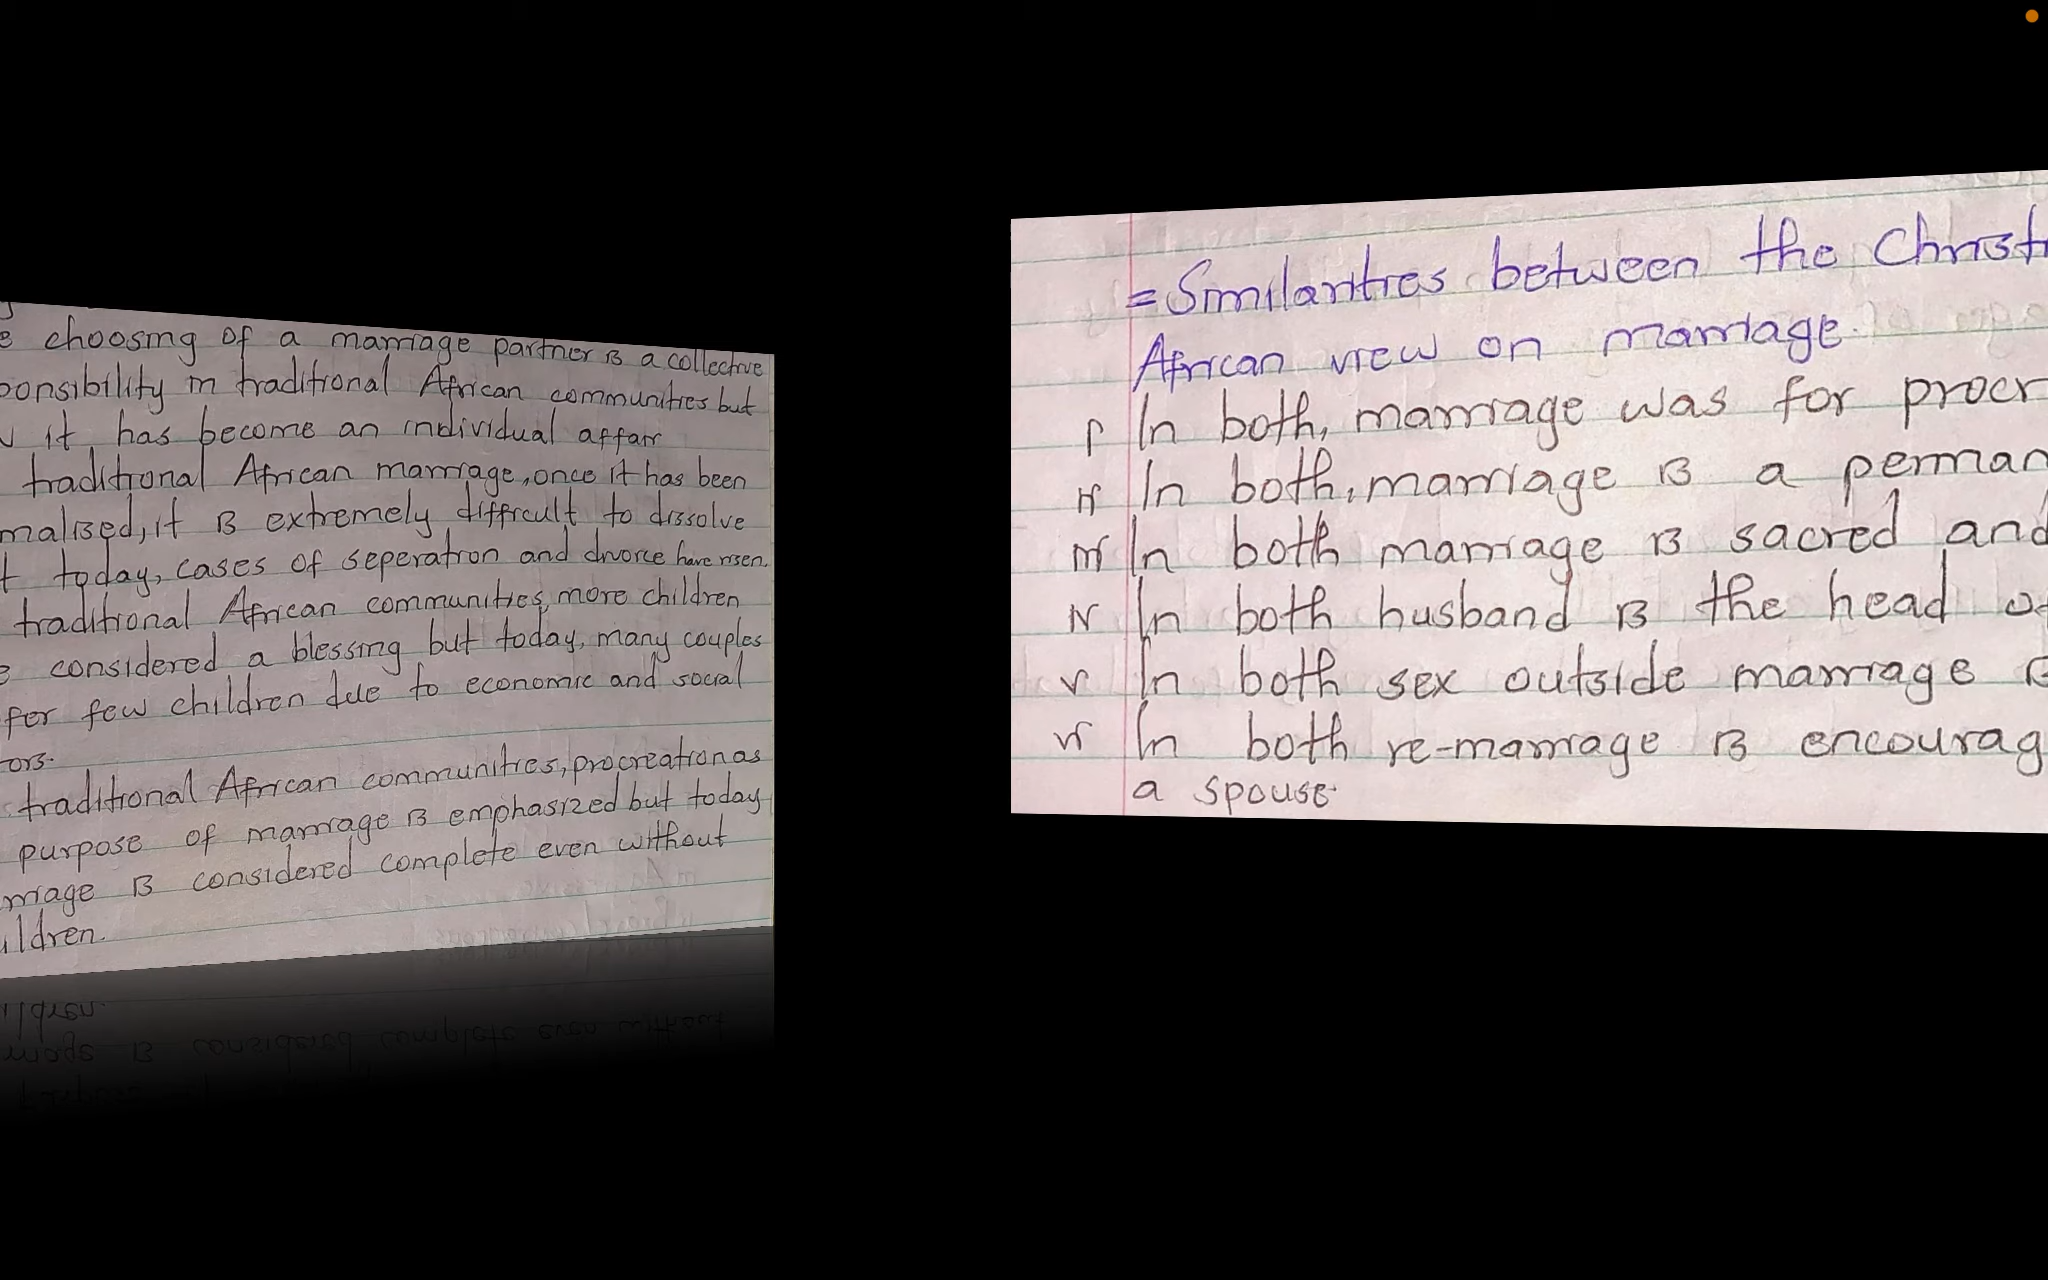 choosing of a marriage partner is a collective
ponsibility in traditional African communities but
it has become an individual affair
traditional African marriage, once it has been
malised, it is extremely difficult to dissolve
t today, cases of seperation and divorce have risen.
traditional African communities, more children
considered a blessing but today, many couples
for few children due to economic and social
ors.
traditional African communities, procreation as
purpose of marriage is emphasized but today
rriage is considered complete even without
ildren.
= Similarities between the Christi
African view on marriage.
i In both, marriage was for procr
ii In both, marriage is a perman
iii In both marriage is sacred and
iv In both husband is the head of
v In both sex outside marriage is
vi In both re-marriage is encourag
a spouse.